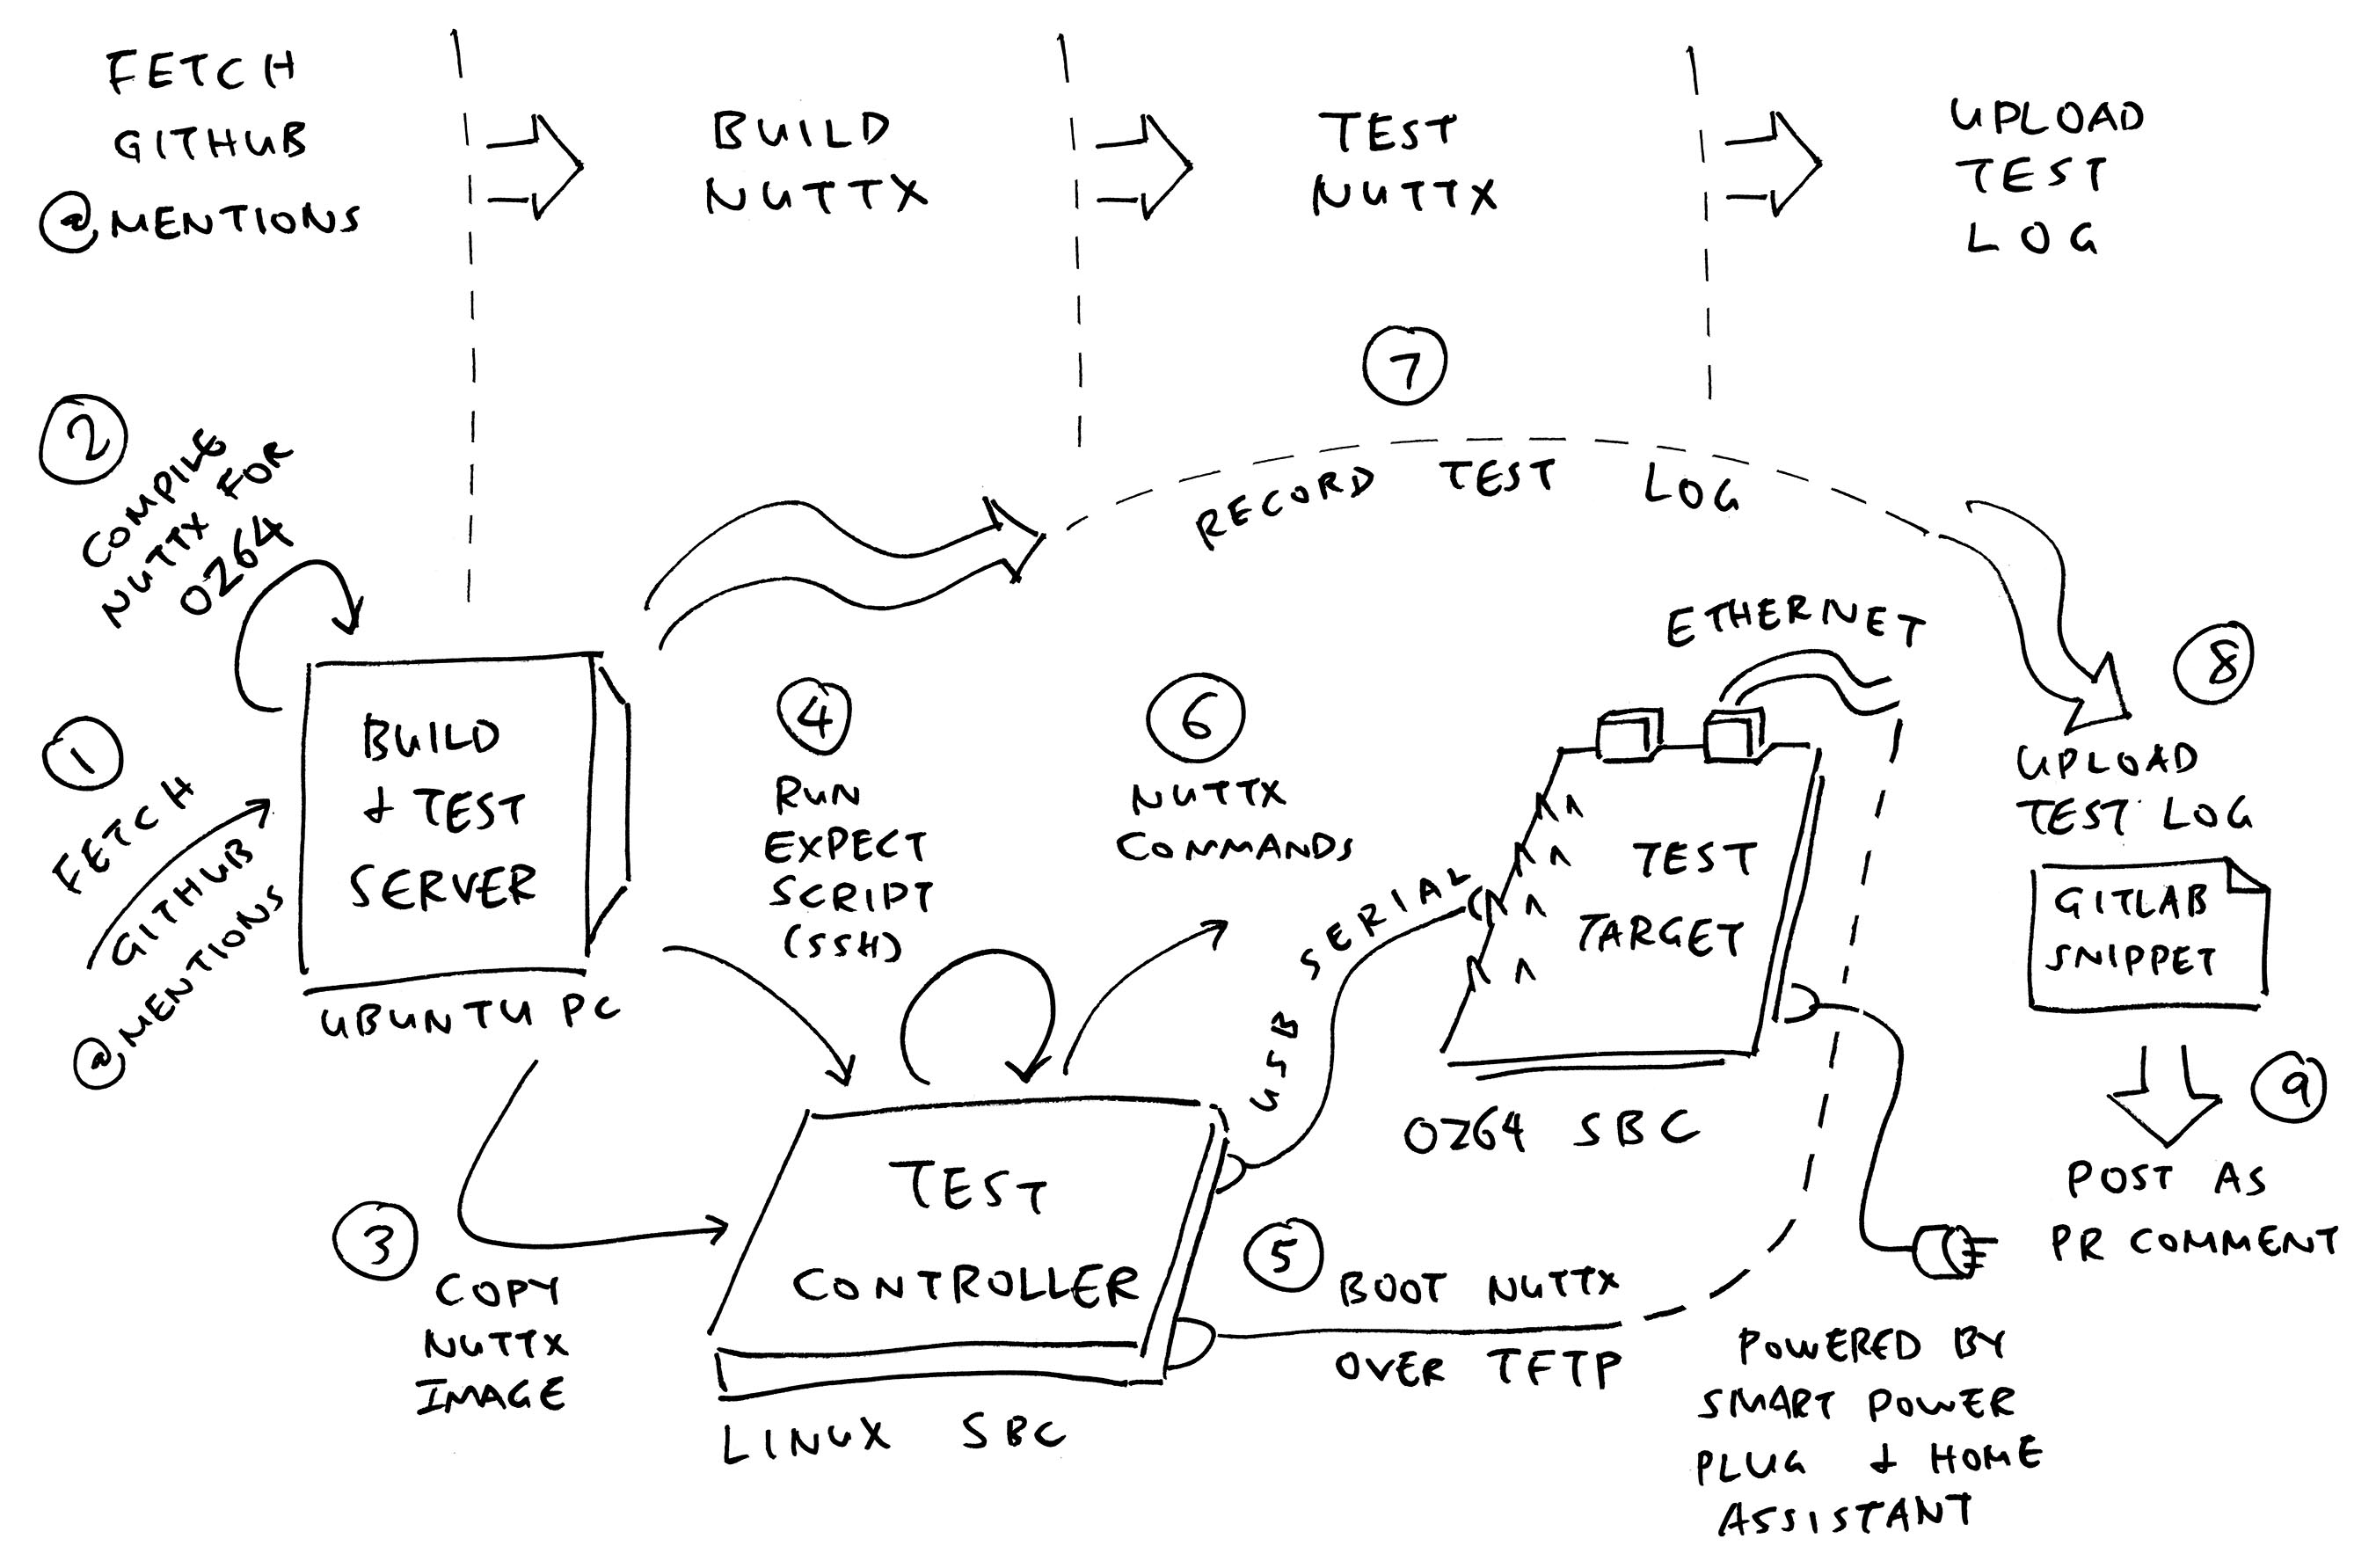 FETCH
GITHUB
@MENTIONS
BUILD
NUTTX
TEST
NUTTX
UPLOAD
TEST
LOG
7
RECORD TEST LOG
2
COMPILE
NUTTX FOR
OZ64
1
FETCH
GITHUB
@MENTIONS
BUILD
+ TEST
SERVER
UBUNTU PC
3
COPY
NUTTX
IMAGE
4
RUN
EXPECT
SCRIPT
(SSH)
6
NUTTX
COMMANDS
TEST
CONTROLLER
LINUX SBC
USB SERIAL
ETHERNET
TEST
TARGET
OZ64 SBC
5
BOOT NUTTX
OVER TFTP
POWERED BY
SMART POWER
PLUG + HOME
ASSISTANT
8
UPLOAD
TEST LOG
GITLAB
SNIPPET
9
POST AS
PR COMMENT